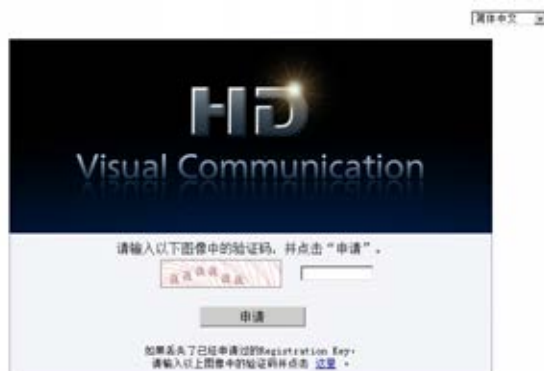 简体中文
HD
Visual Communication
请输入以下图像中的验证码，并点击“申请”。
申请
如果丢失了已经申请过的Registration Key，
请输入以上图像中的验证码并点击 这里 。